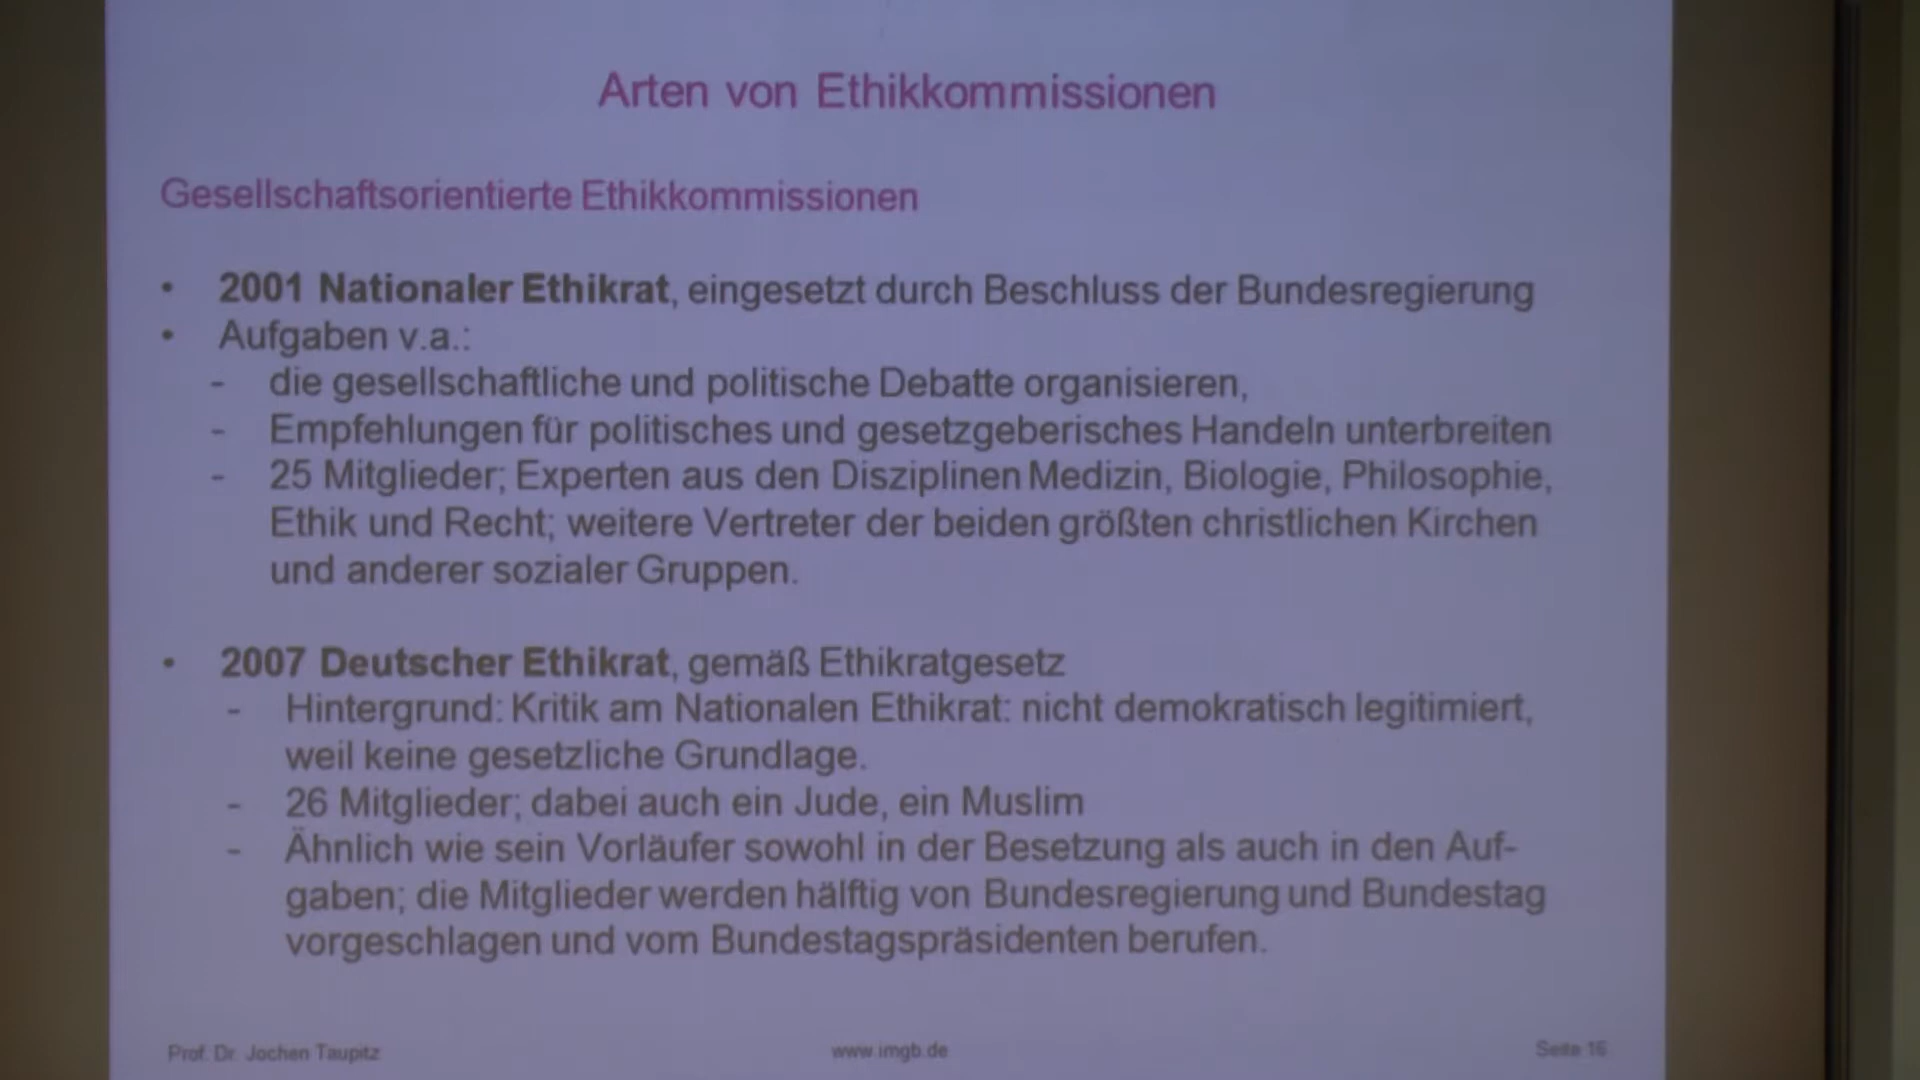 Arten von Ethikkommissionen
Gesellschaftsorientierte Ethikkommissionen
• 2001 Nationaler Ethikrat, eingesetzt durch Beschluss der Bundesregierung
• Aufgaben v.a.:
- die gesellschaftliche und politische Debatte organisieren,
- Empfehlungen für politisches und gesetzgeberisches Handeln unterbreiten
- 25 Mitglieder; Experten aus den Disziplinen Medizin, Biologie, Philosophie,
Ethik und Recht; weitere Vertreter der beiden größten christlichen Kirchen
und anderer sozialer Gruppen.
• 2007 Deutscher Ethikrat, gemäß Ethikratgesetz
- Hintergrund: Kritik am Nationalen Ethikrat: nicht demokratisch legitimiert,
weil keine gesetzliche Grundlage.
- 26 Mitglieder; dabei auch ein Jude, ein Muslim
- Ähnlich wie sein Vorläufer sowohl in der Besetzung als auch in den Auf-
gaben; die Mitglieder werden hälftig von Bundesregierung und Bundestag
vorgeschlagen und vom Bundestagspräsidenten berufen.
Prof. Dr. Jochen Taupitz www.imgb.de Seite 16